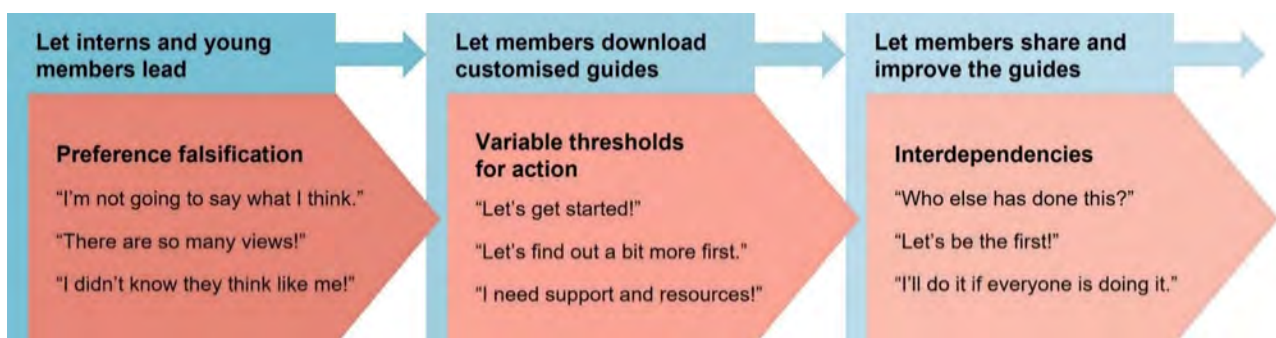 Let interns and young
members lead
Preference falsification
“I’m not going to say what I think.”
“There are so many views!”
“I didn’t know they think like me!”
Let members download
customised guides
Variable thresholds
for action
“Let’s get started!”
“Let’s find out a bit more first.”
“I need support and resources!”
Let members share and
improve the guides
Interdependencies
“Who else has done this?”
“Let’s be the first!”
“I’ll do it if everyone is doing it.”